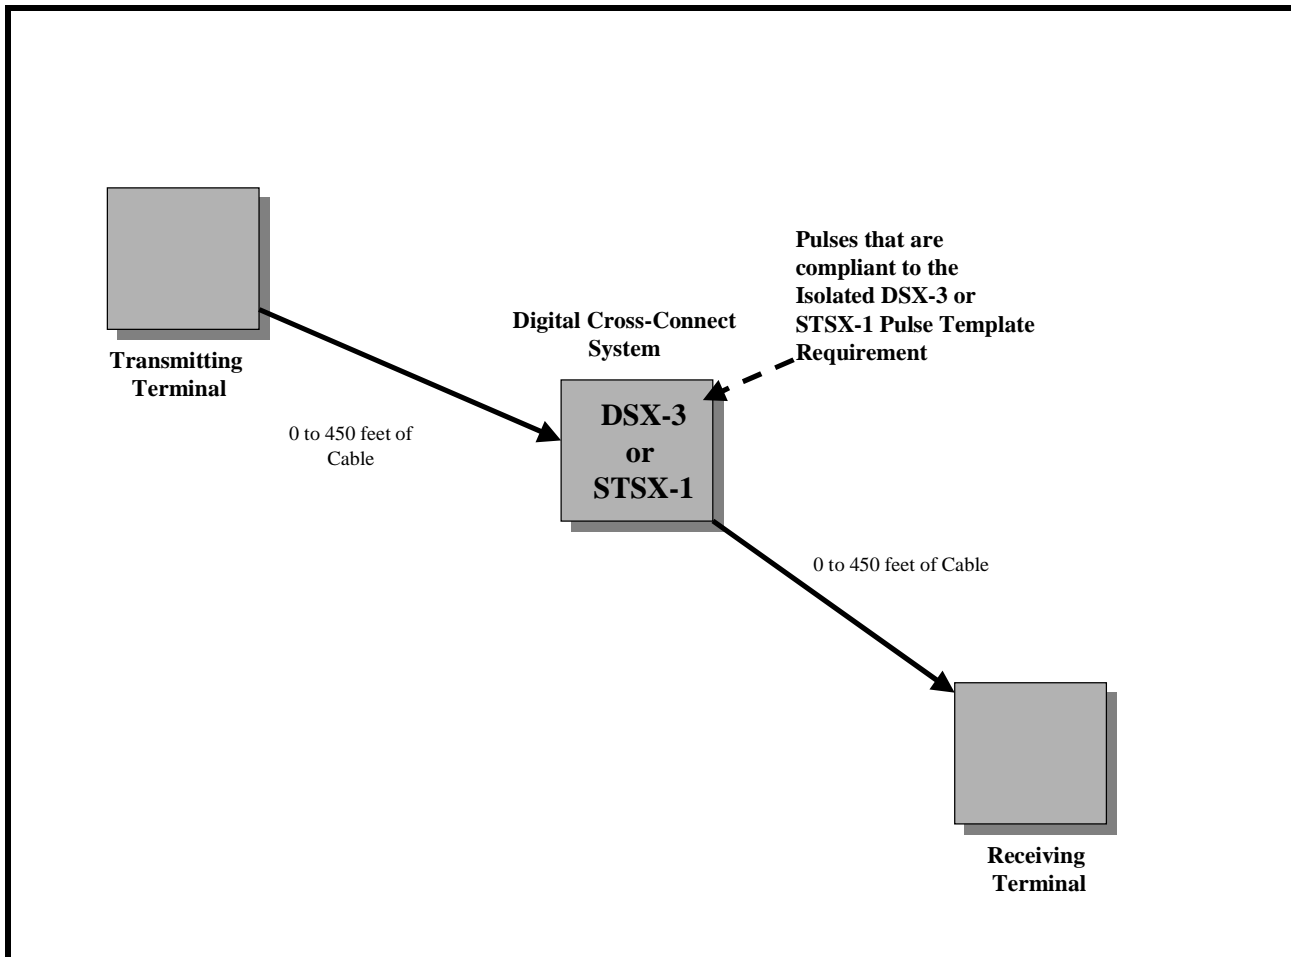 Transmitting
Terminal
0 to 450 feet of
Cable
Digital Cross-Connect
System
DSX-3
or
STSX-1
Pulses that are
compliant to the
Isolated DSX-3 or
STSX-1 Pulse Template
Requirement
0 to 450 feet of Cable
Receiving
Terminal